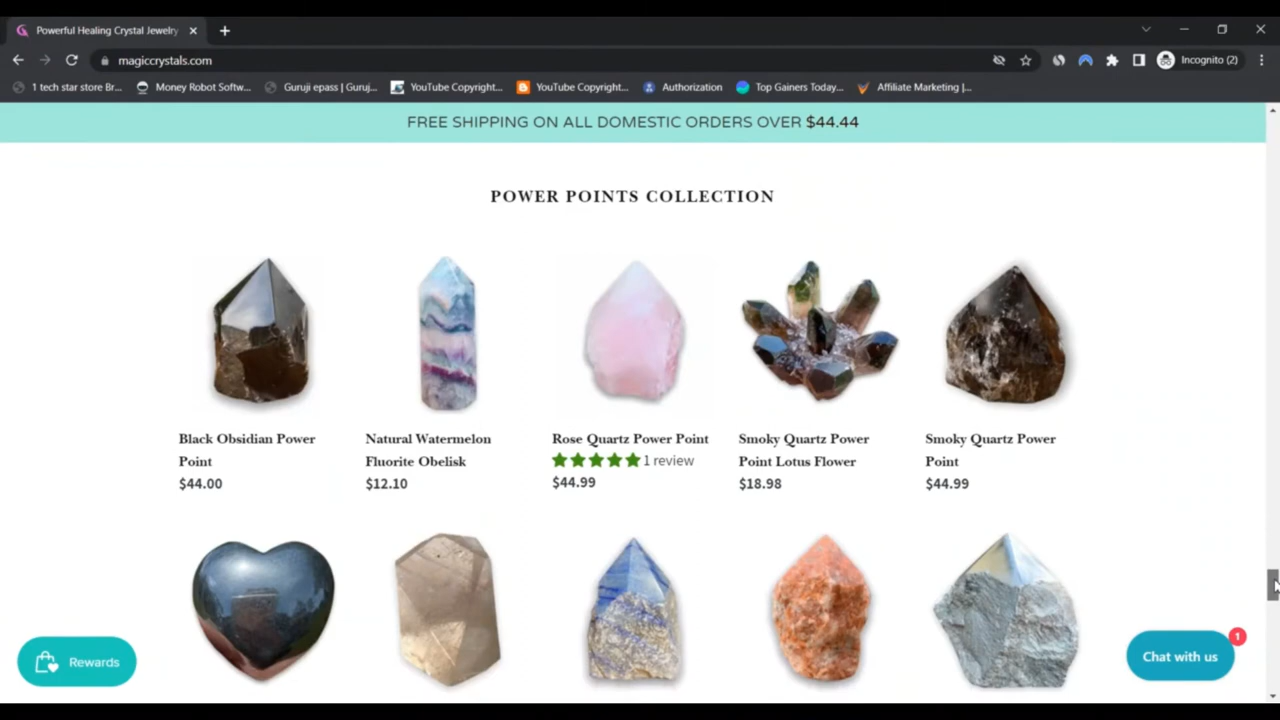 Powerful Healing Crystal Jewelry
magiccrystals.com
Incognito (2)
1 tech star store Br...
Money Robot Softw...
Guruji epass | Guruj...
YouTube Copyright...
YouTube Copyright...
Authorization
Top Gainers Today...
Affiliate Marketing |...
FREE SHIPPING ON ALL DOMESTIC ORDERS OVER $44.44
POWER POINTS COLLECTION
Black Obsidian Power
Point
$44.00
Natural Watermelon
Fluorite Obelisk
$12.10
Rose Quartz Power Point
1 review
$44.99
Smoky Quartz Power
Point Lotus Flower
$18.98
Smoky Quartz Power
Point
$44.99
Rewards
1
Chat with us